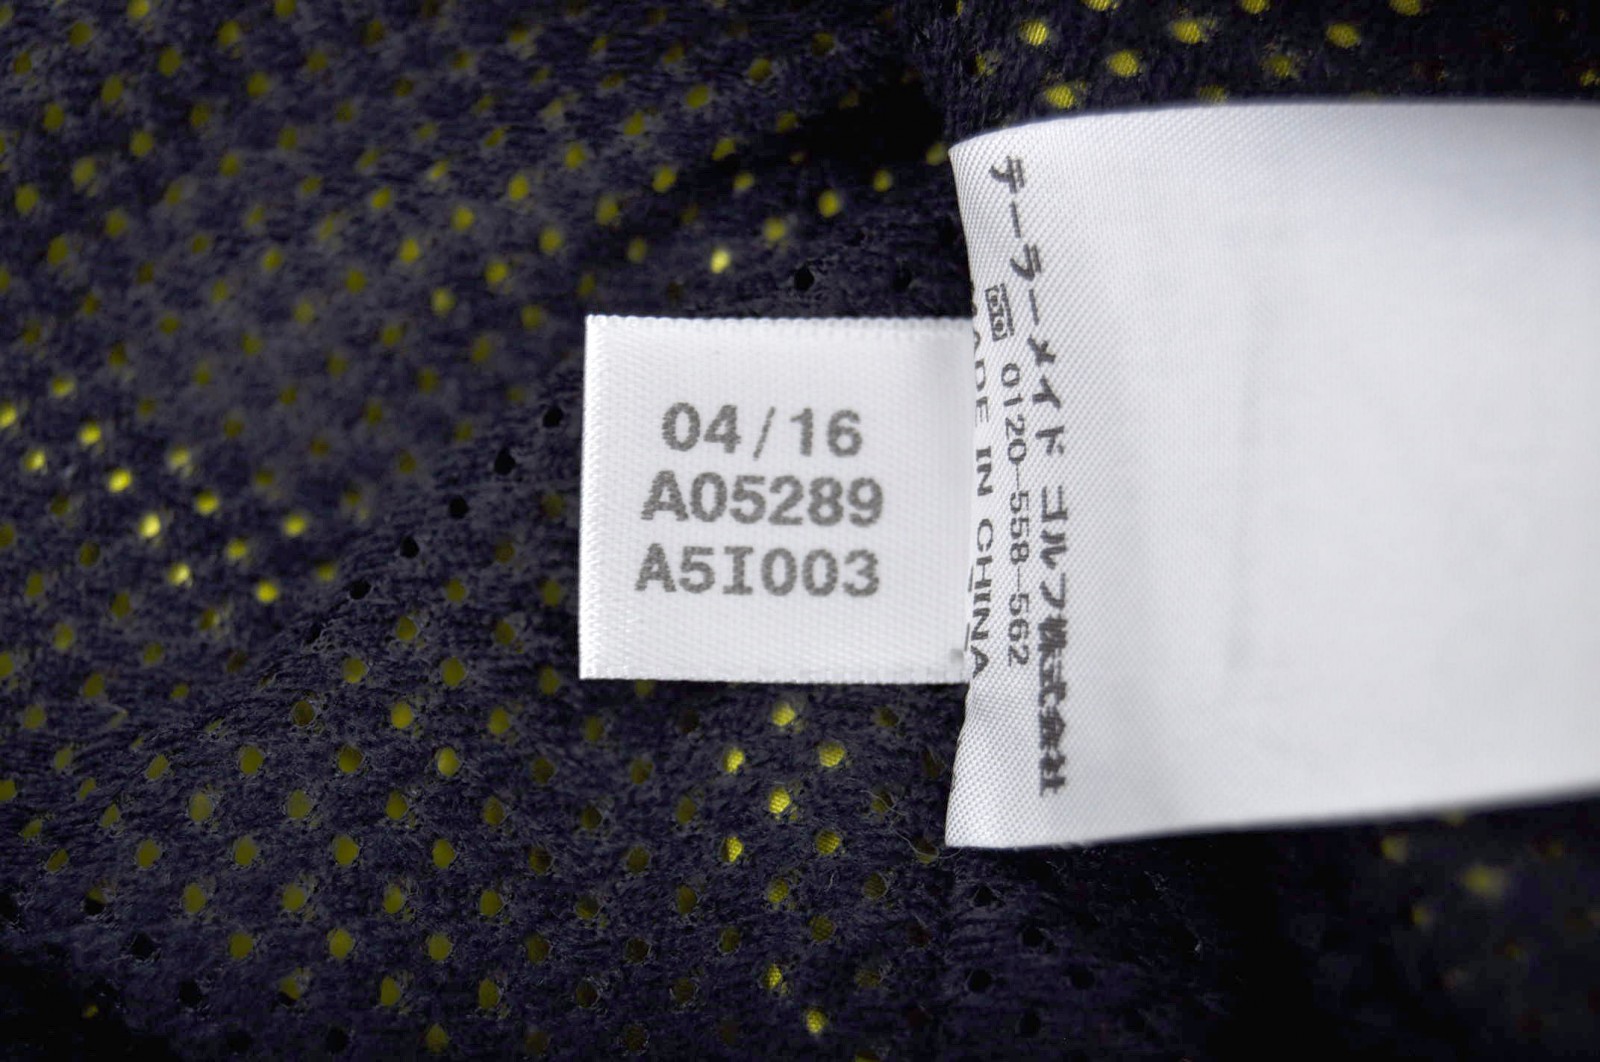 04/16
A05289
A5I003
テーラーメイド ゴルフ株式会社
0120-558-562
MADE IN CHINA